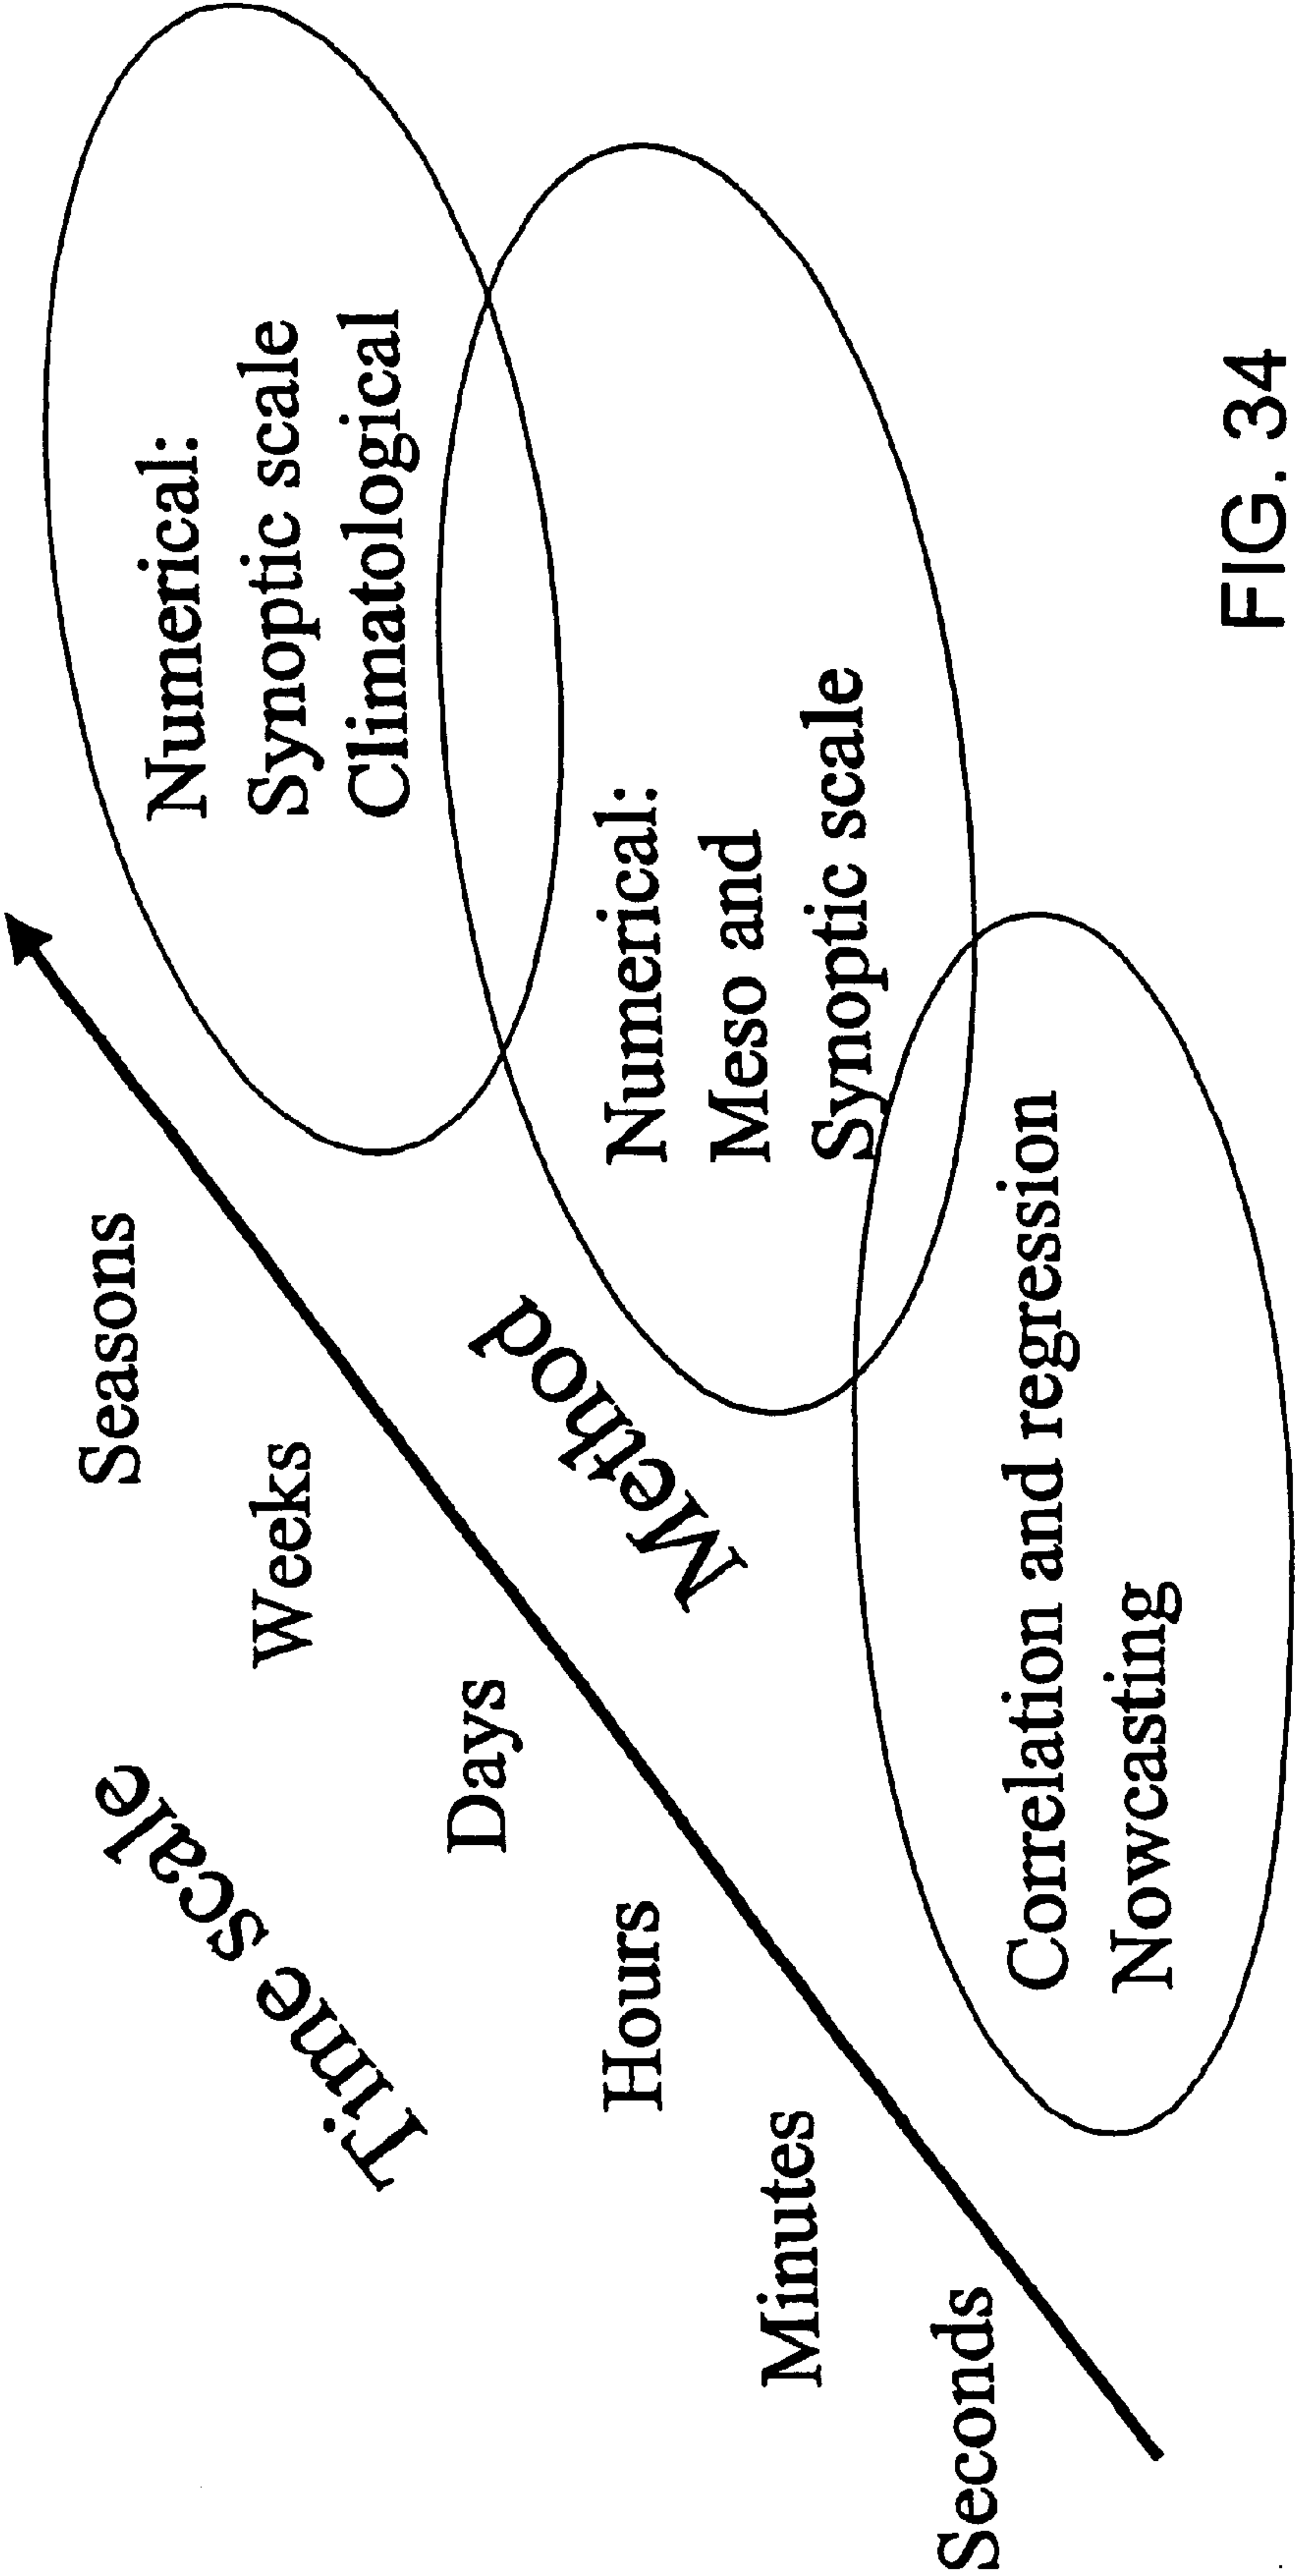 Time scale
Seasons
Weeks
Days
Hours
Minutes
Seconds
Method
Numerical:
Synoptic scale
Climatological
Numerical:
Meso and
Synoptic scale
Correlation and regression
Nowcasting
FIG. 34